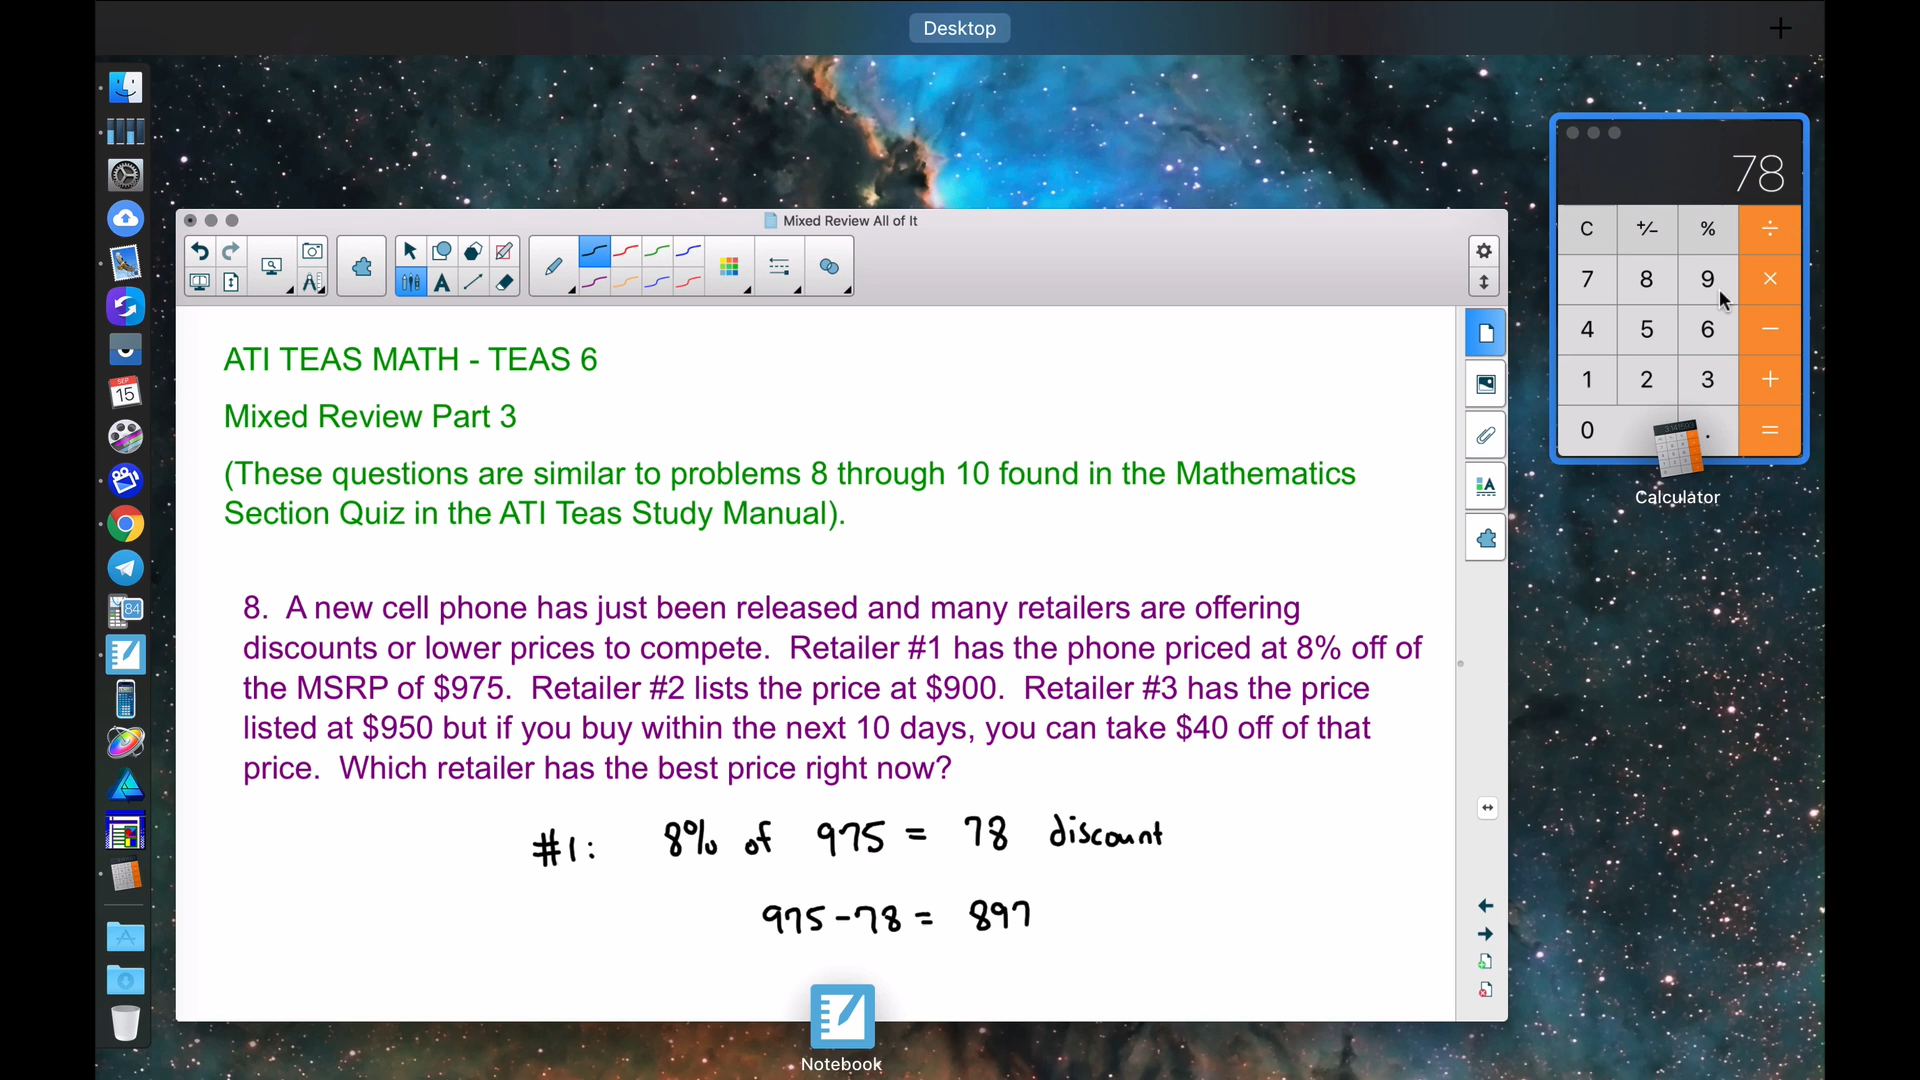 Desktop
78
C +/− % ÷
7 8 9 ×
4 5 6 −
1 2 3 +
0 . =
Calculator
Mixed Review All of It
SEP
15
84
ATI TEAS MATH - TEAS 6
Mixed Review Part 3
(These questions are similar to problems 8 through 10 found in the Mathematics
Section Quiz in the ATI Teas Study Manual).
8. A new cell phone has just been released and many retailers are offering
discounts or lower prices to compete. Retailer #1 has the phone priced at 8% off of
the MSRP of $975. Retailer #2 lists the price at $900. Retailer #3 has the price
listed at $950 but if you buy within the next 10 days, you can take $40 off of that
price. Which retailer has the best price right now?
#1: 8% of 975 = 78 discount
975 - 78 = 897
Notebook